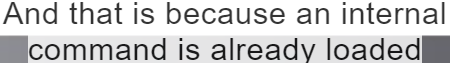 And that is because an internal
command is already loaded